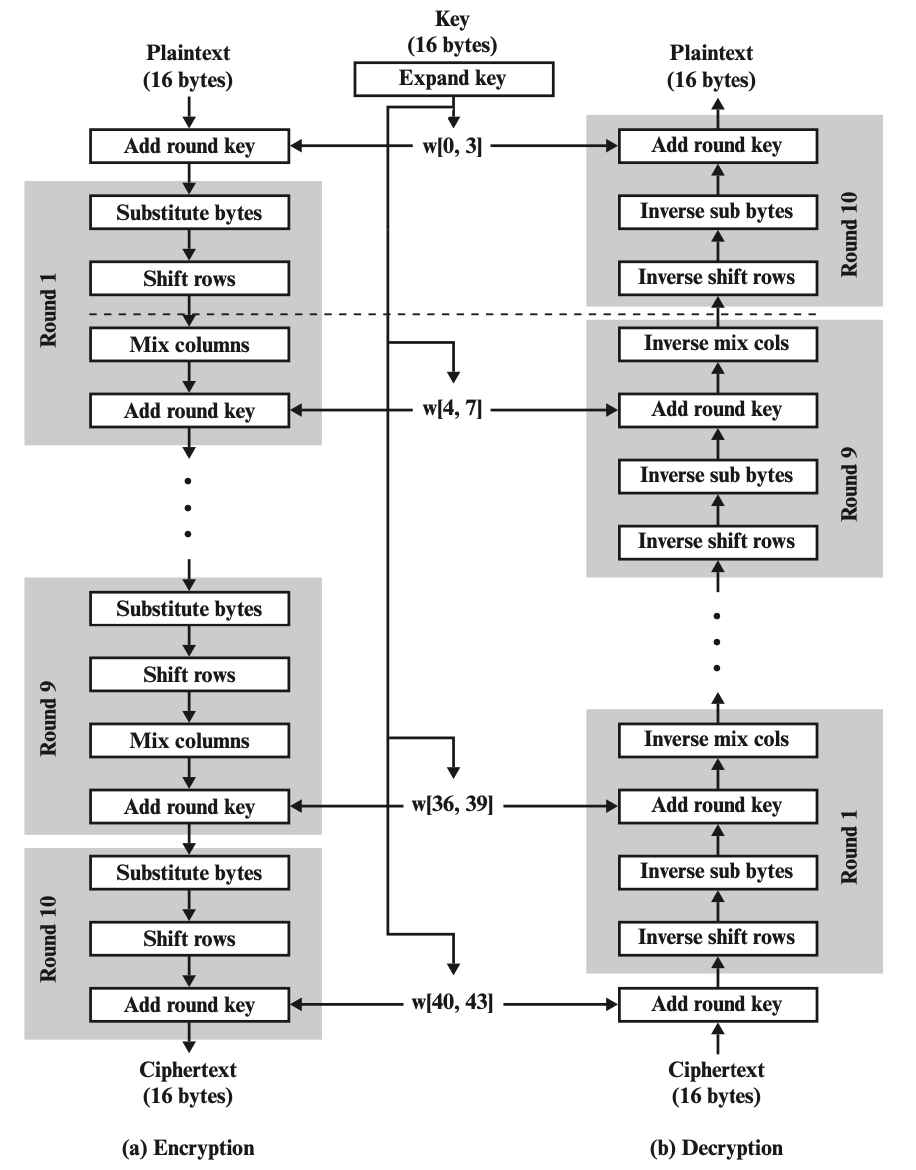 Key
(16 bytes)
Expand key
Plaintext
(16 bytes)
Add round key
Round 1
Substitute bytes
Shift rows
Mix columns
Add round key
Round 9
Substitute bytes
Shift rows
Mix columns
Add round key
Round 10
Substitute bytes
Shift rows
Add round key
Ciphertext
(16 bytes)
(a) Encryption
w[0, 3]
w[4, 7]
w[36, 39]
w[40, 43]
Plaintext
(16 bytes)
Add round key
Inverse sub bytes
Inverse shift rows
Round 10
Inverse mix cols
Add round key
Inverse sub bytes
Inverse shift rows
Round 9
Inverse mix cols
Add round key
Inverse sub bytes
Inverse shift rows
Round 1
Add round key
Ciphertext
(16 bytes)
(b) Decryption